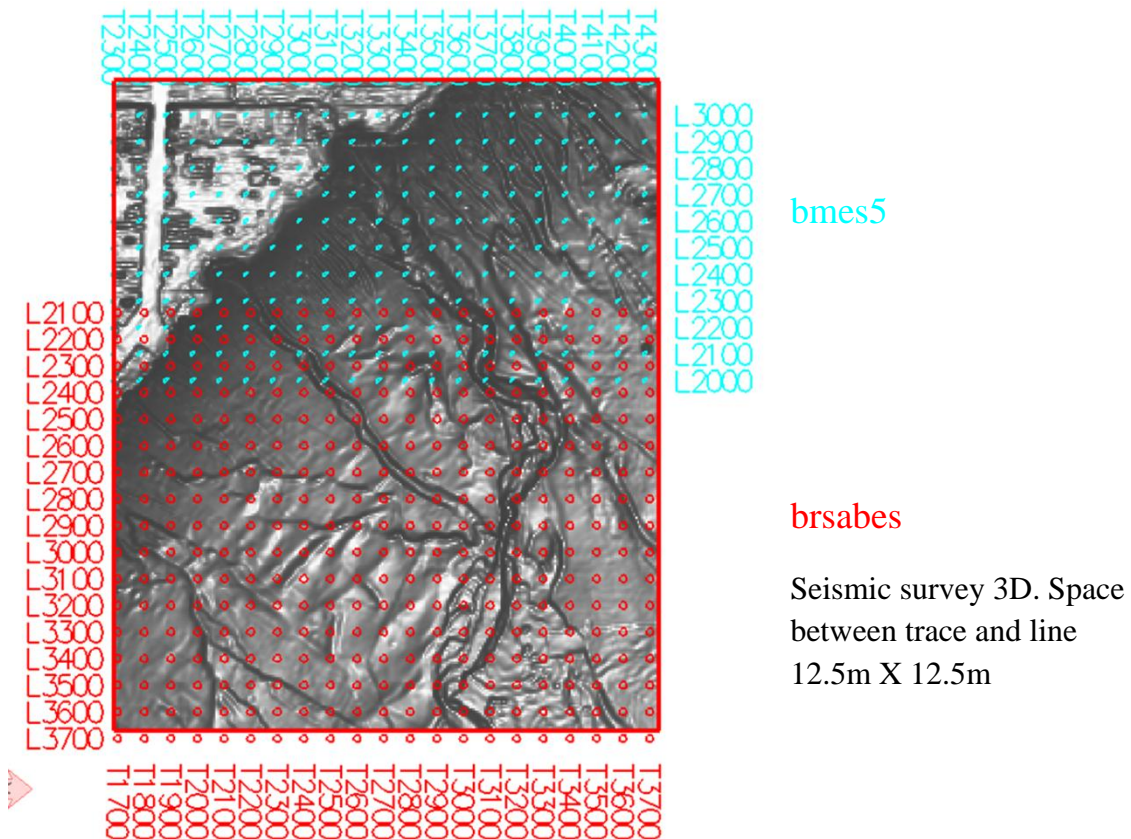 T2300
T2400
T2500
T2600
T2700
T2800
T2900
T3000
T3100
T3200
T3300
T3400
T3500
T3600
T3700
T3800
T3900
T4000
T4100
T4200
T4300
L3000
L2900
L2800
L2700
L2600
L2500
L2400
L2300
L2200
L2100
L2000
bmes5
L2100
L2200
L2300
L2400
L2500
L2600
L2700
L2800
L2900
L3000
L3100
L3200
L3300
L3400
L3500
L3600
L3700
brsabes
Seismic survey 3D. Space
between trace and line
12.5m X 12.5m
T1700
T1800
T1900
T2000
T2100
T2200
T2300
T2400
T2500
T2600
T2700
T2800
T2900
T3000
T3100
T3200
T3300
T3400
T3500
T3600
T3700